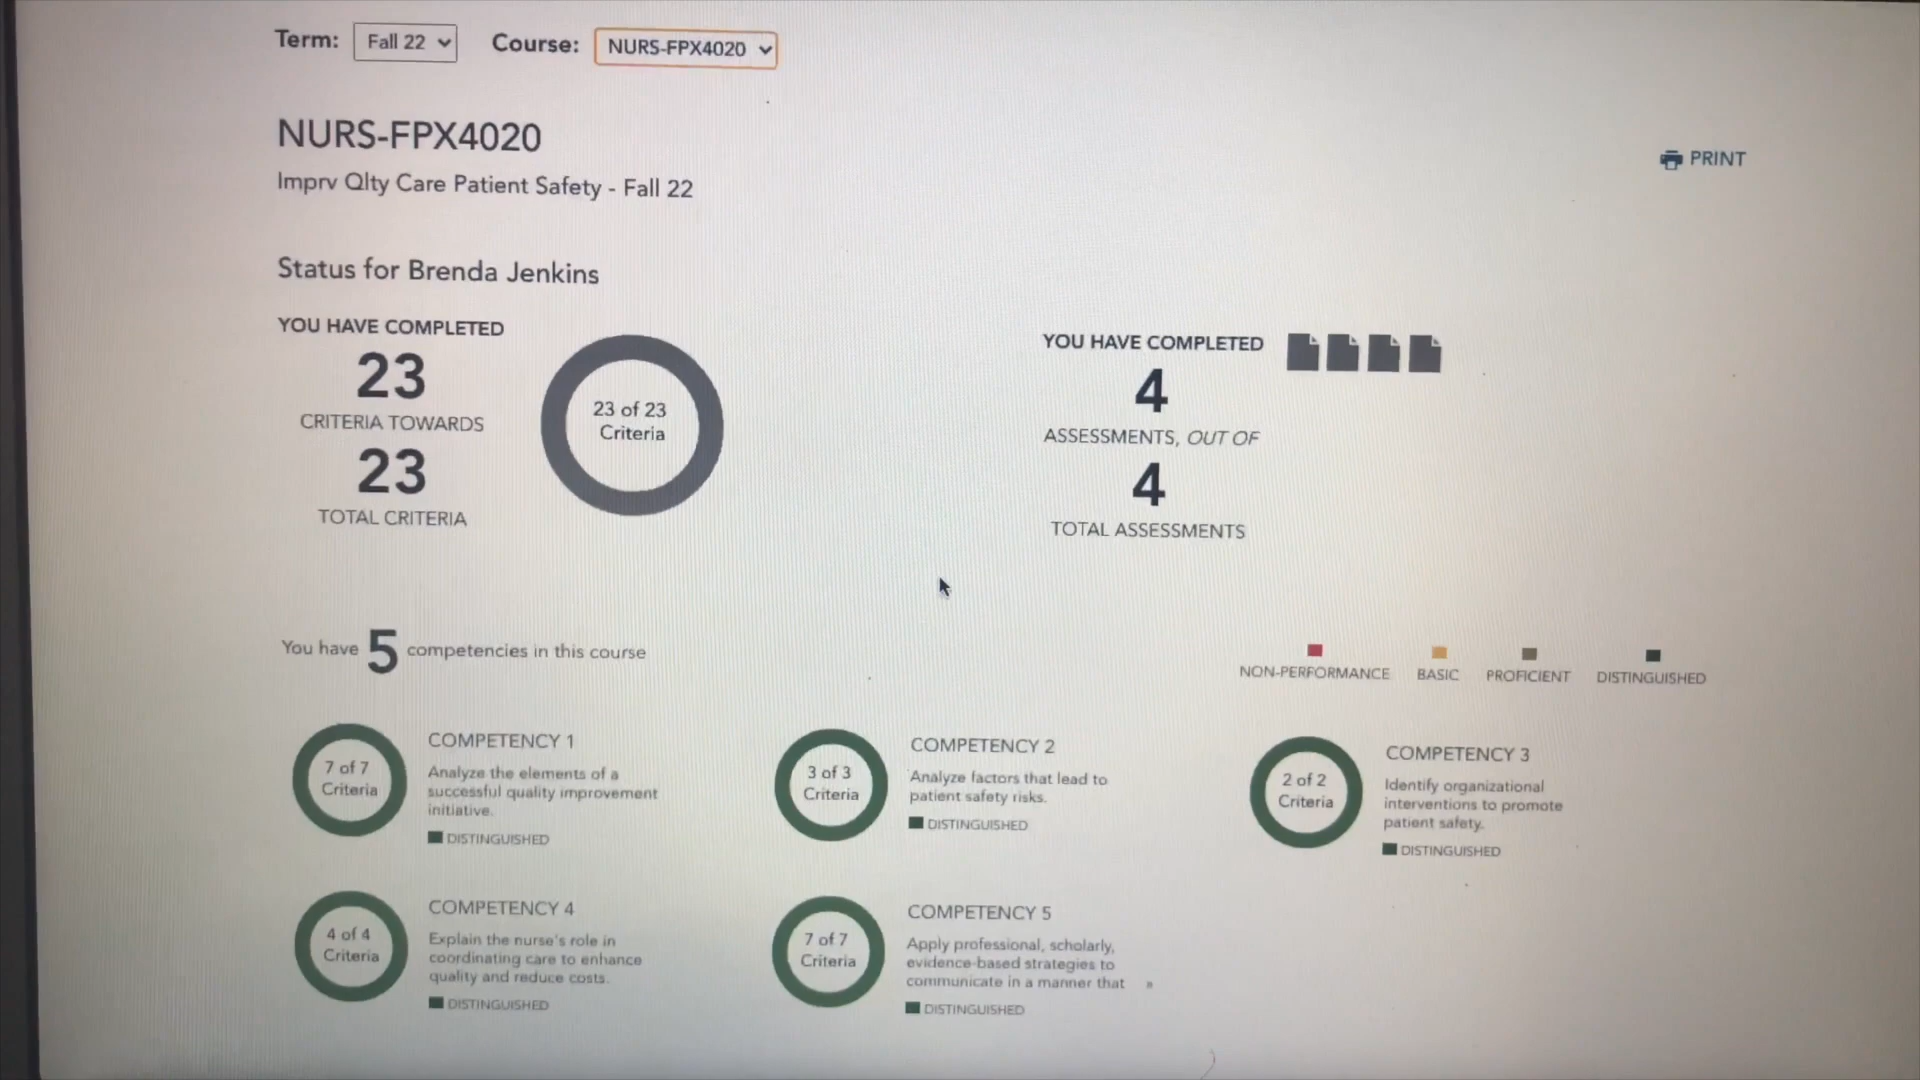 Term: Fall 22 Course: NURS-FPX4020
NURS-FPX4020
PRINT
Imprv Qlty Care Patient Safety - Fall 22
Status for Brenda Jenkins
YOU HAVE COMPLETED
23
CRITERIA TOWARDS
23
TOTAL CRITERIA
23 of 23
Criteria
YOU HAVE COMPLETED
4
ASSESSMENTS, OUT OF
4
TOTAL ASSESSMENTS
You have 5 competencies in this course
NON-PERFORMANCE BASIC PROFICIENT DISTINGUISHED
7 of 7
Criteria
COMPETENCY 1
Analyze the elements of a
successful quality improvement
initiative.
DISTINGUISHED
3 of 3
Criteria
COMPETENCY 2
Analyze factors that lead to
patient safety risks.
DISTINGUISHED
2 of 2
Criteria
COMPETENCY 3
Identify organizational
interventions to promote
patient safety.
DISTINGUISHED
4 of 4
Criteria
COMPETENCY 4
Explain the nurse's role in
coordinating care to enhance
quality and reduce costs.
DISTINGUISHED
7 of 7
Criteria
COMPETENCY 5
Apply professional, scholarly,
evidence-based strategies to
communicate in a manner that »
DISTINGUISHED